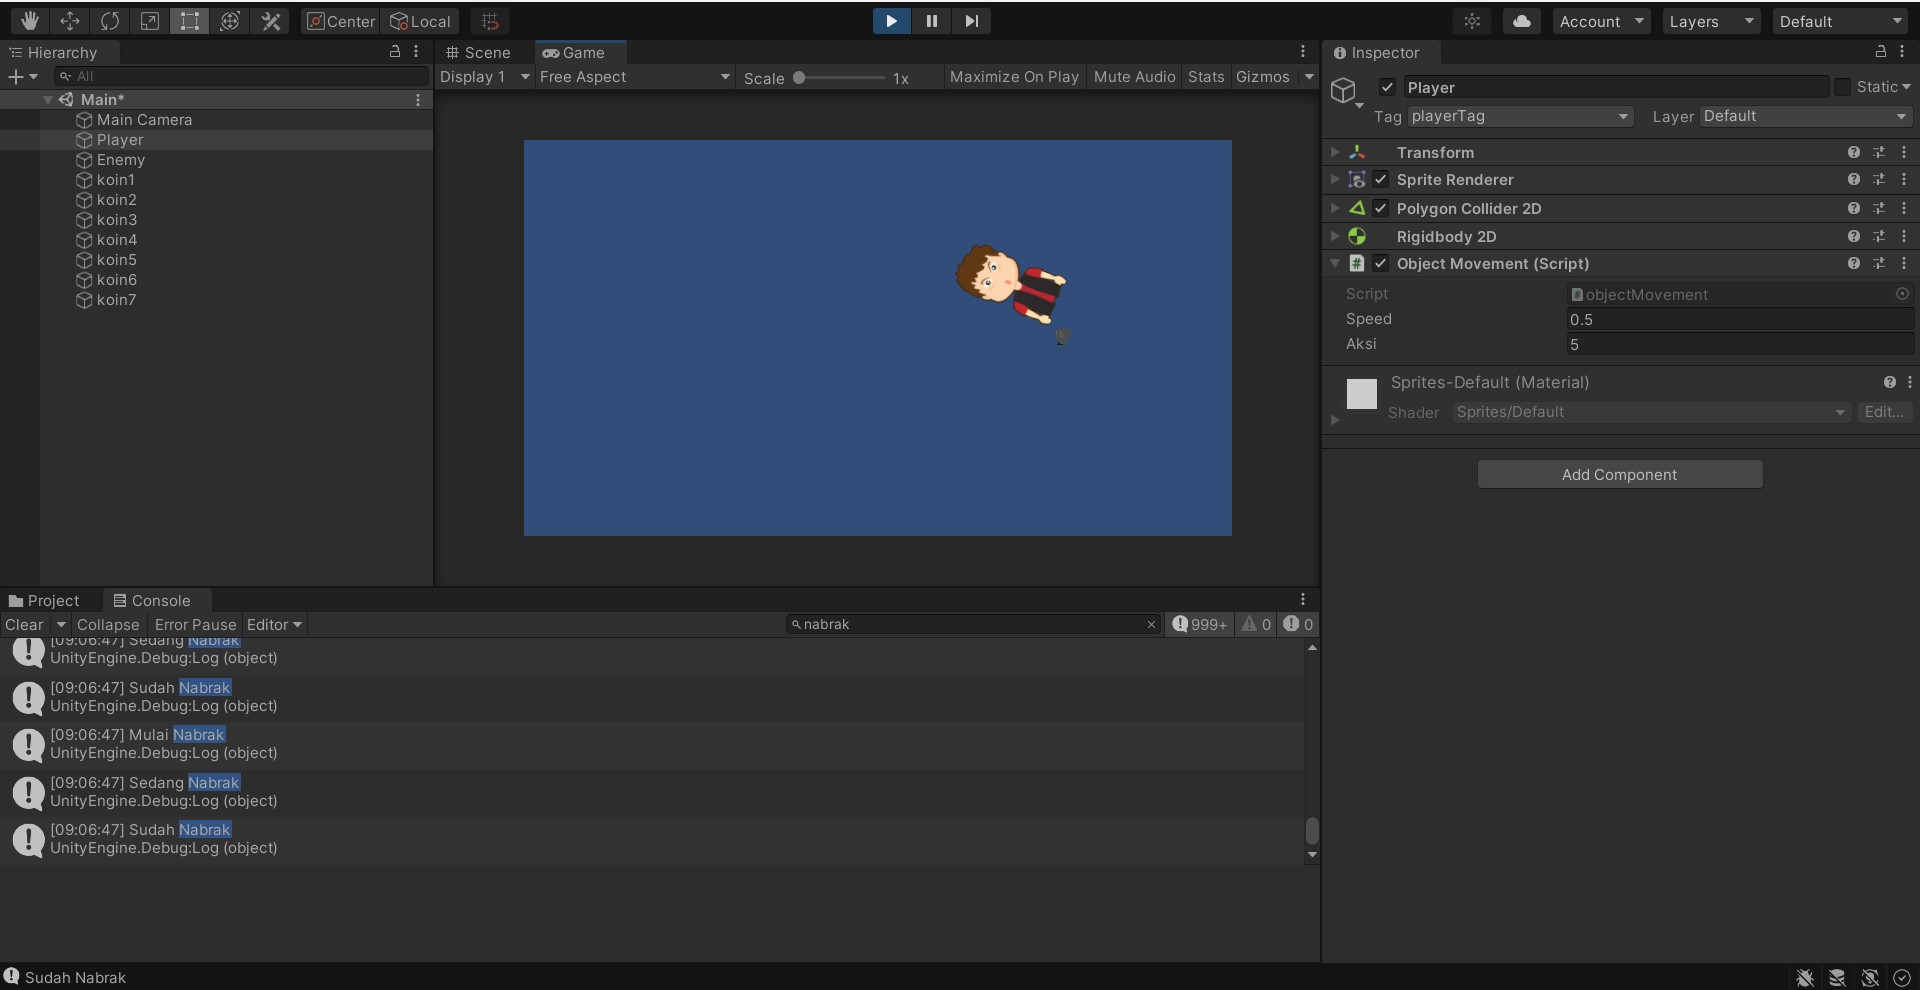 Center
Local
Account
Layers
Default
Hierarchy
All
Main*
Main Camera
Player
Enemy
koin1
koin2
koin3
koin4
koin5
koin6
koin7
Scene
Game
Display 1
Free Aspect
Scale
1x
Maximize On Play
Mute Audio
Stats
Gizmos
Inspector
Player
Static
Tag playerTag
Layer Default
Transform
Sprite Renderer
Polygon Collider 2D
Rigidbody 2D
Object Movement (Script)
Script objectMovement
Speed 0.5
Aksi 5
Sprites-Default (Material)
Shader Sprites/Default Edit...
Add Component
Project
Console
Clear
Collapse
Error Pause
Editor
nabrak
999+
0
0
[09:06:47] Sedang Nabrak
UnityEngine.Debug:Log (object)
[09:06:47] Sudah Nabrak
UnityEngine.Debug:Log (object)
[09:06:47] Mulai Nabrak
UnityEngine.Debug:Log (object)
[09:06:47] Sedang Nabrak
UnityEngine.Debug:Log (object)
[09:06:47] Sudah Nabrak
UnityEngine.Debug:Log (object)
Sudah Nabrak